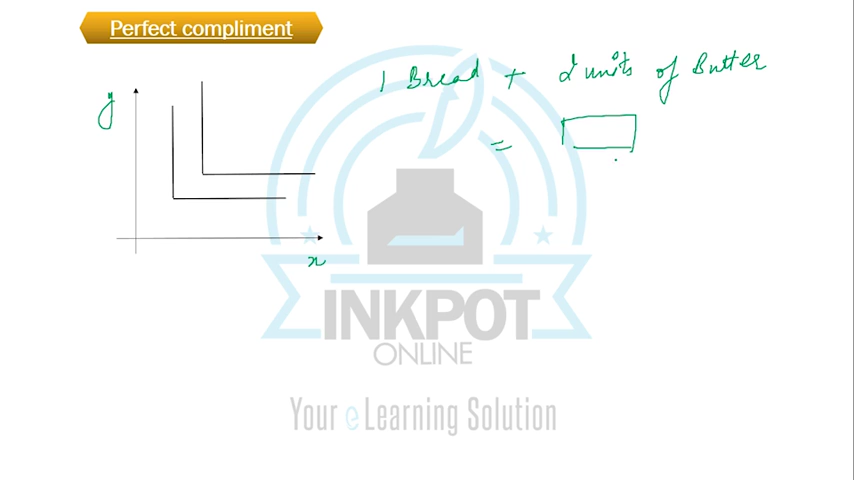 Perfect compliment
1 Bread + 2 units of Butter
=
y
x
INKPOT
ONLINE
Your eLearning Solution